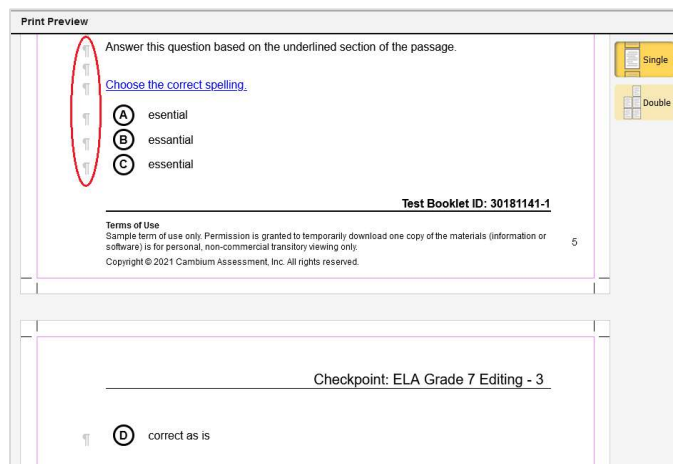 Print Preview
¶ Answer this question based on the underlined section of the passage.
¶
¶ Choose the correct spelling.
¶ A esential
¶ B essantial
¶ C essential
Test Booklet ID: 30181141-1
Terms of Use
Sample term of use only. Permission is granted to temporarily download one copy of the materials (information or
software) is for personal, non-commercial transitory viewing only.
Copyright © 2021 Cambium Assessment, Inc. All rights reserved.
5
Checkpoint: ELA Grade 7 Editing - 3
¶ D correct as is
Single
Double